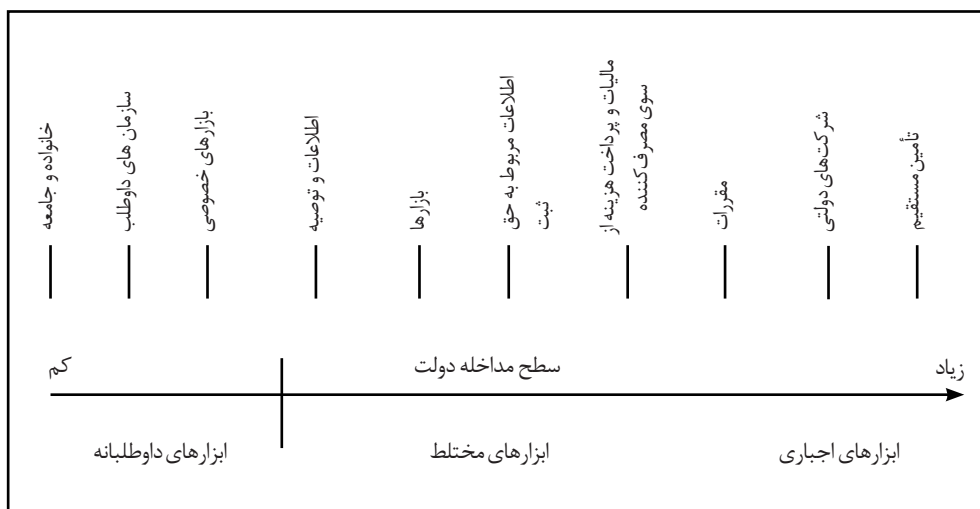 خانواده و جامعه
سازمان های داوطلب
بازارهای خصوصی
اطلاعات و توصیه
بازارها
اطلاعات مربوط به حق
ثبت
مالیات و پرداخت هزینه از
سوی مصرف‌کننده
مقررات
شرکت‌های دولتی
تأمین مستقیم
کم
سطح مداخله دولت
زیاد
ابزارهای داوطلبانه
ابزارهای مختلط
ابزارهای اجباری